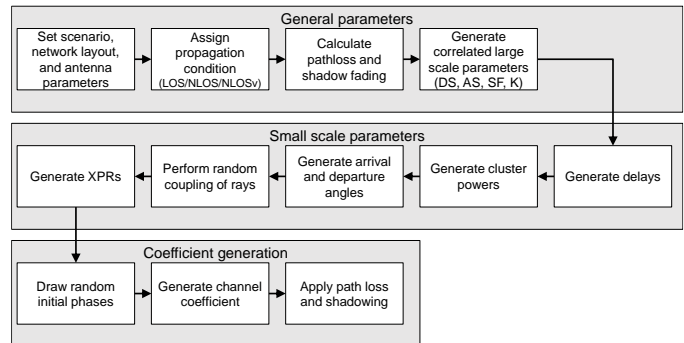 General parameters
Set scenario,
network layout,
and antenna
parameters
Assign
propagation
condition
(LOS/NLOS/NLOSv)
Calculate
pathloss and
shadow fading
Generate
correlated large
scale parameters
(DS, AS, SF, K)
Small scale parameters
Generate XPRs
Perform random
coupling of rays
Generate arrival
and departure
angles
Generate cluster
powers
Generate delays
Coefficient generation
Draw random
initial phases
Generate channel
coefficient
Apply path loss
and shadowing